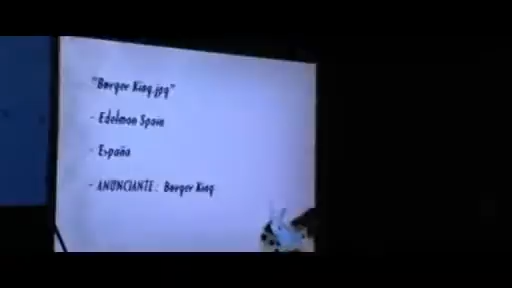 "Burger King.jpg"
- Edelman Spain
- España
- ANUNCIANTE: Burger King